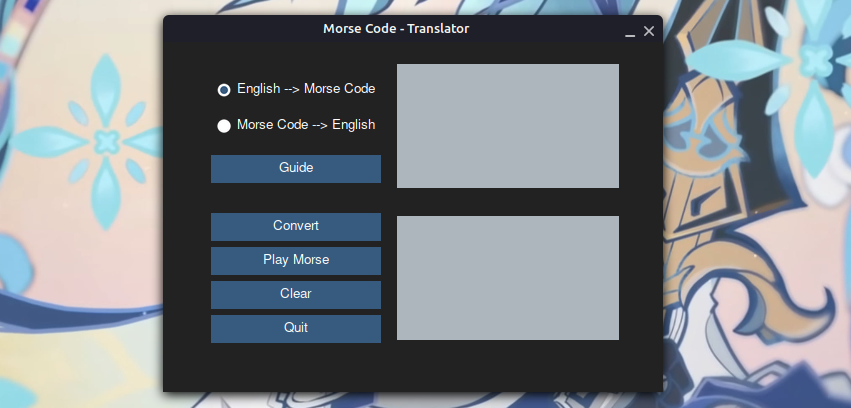 Morse Code - Translator
English --> Morse Code
Morse Code --> English
Guide
Convert
Play Morse
Clear
Quit